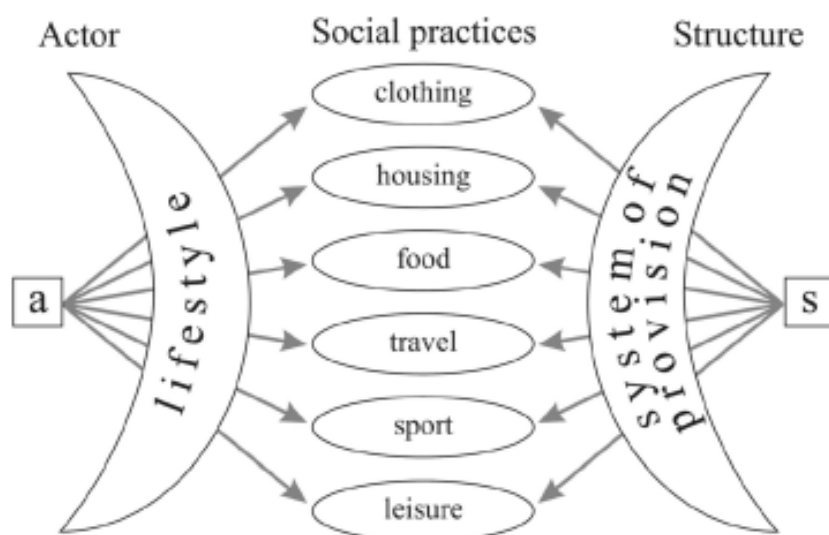 Actor
Social practices
Structure
clothing
housing
food
travel
sport
leisure
a
lifestyle
system of
provision
s